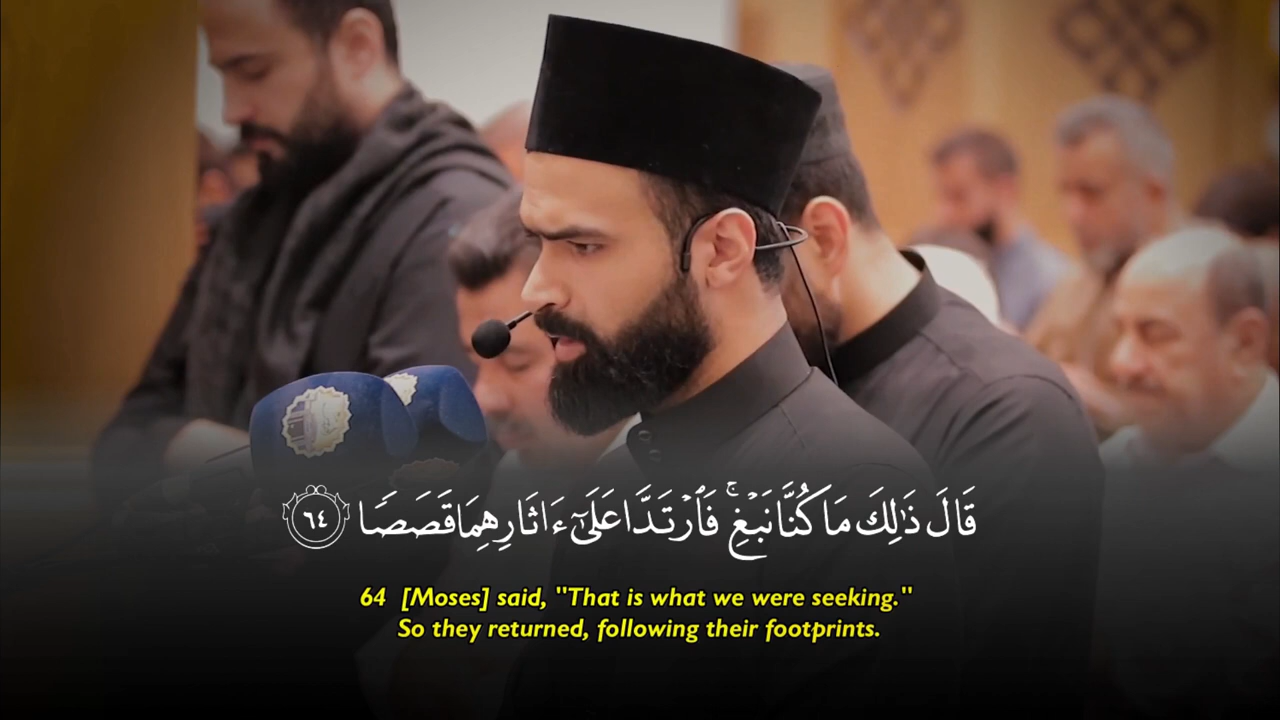 قَالَ ذَٰلِكَ مَا كُنَّا نَبْغِ ۚ فَٱرْتَدَّا عَلَىٰٓ ءَاثَارِهِمَا قَصَصًا ٦٤
64 [Moses] said, "That is what we were seeking."
So they returned, following their footprints.